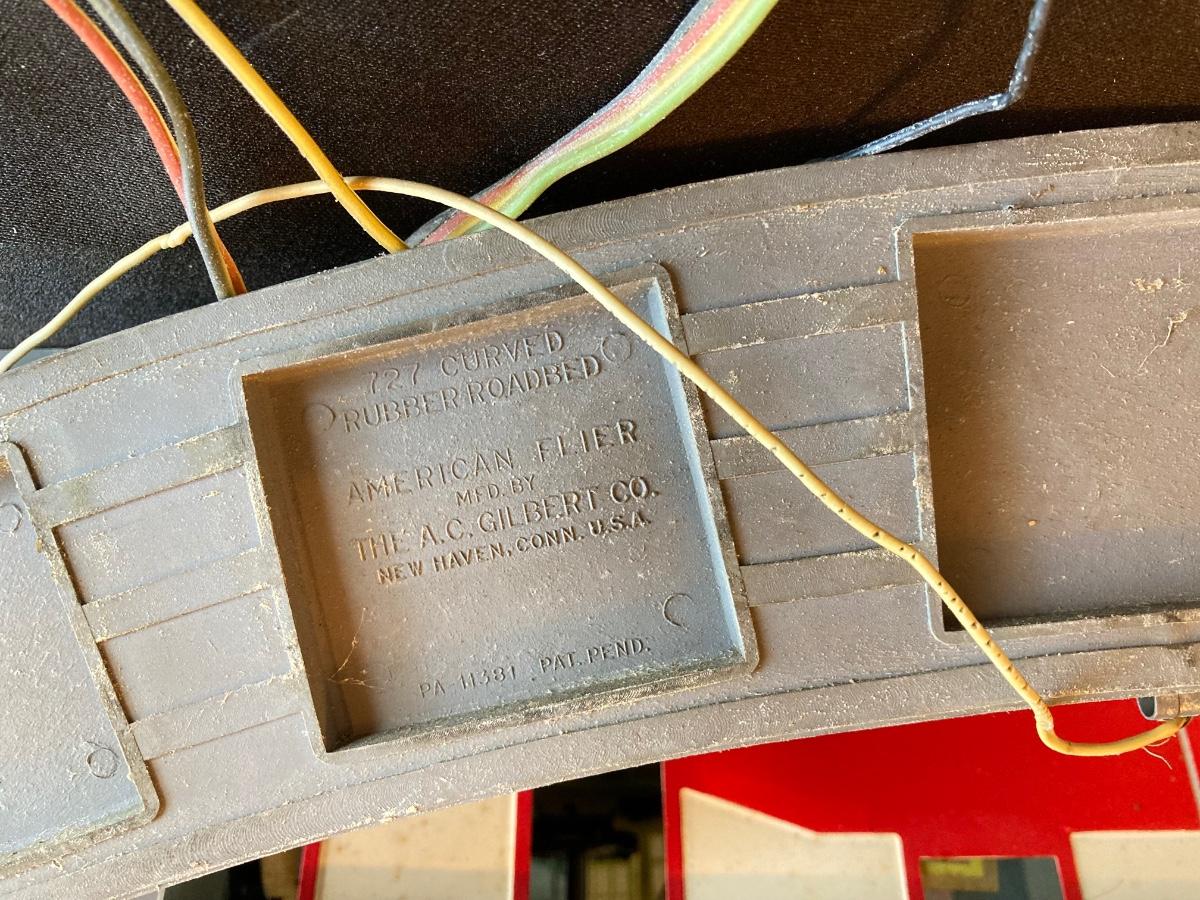 727 CURVED
RUBBER ROADBED
AMERICAN FLIER
MFD. BY
THE A.C. GILBERT CO.
NEW HAVEN, CONN. U.S.A.
PA 11381 PAT. PEND.